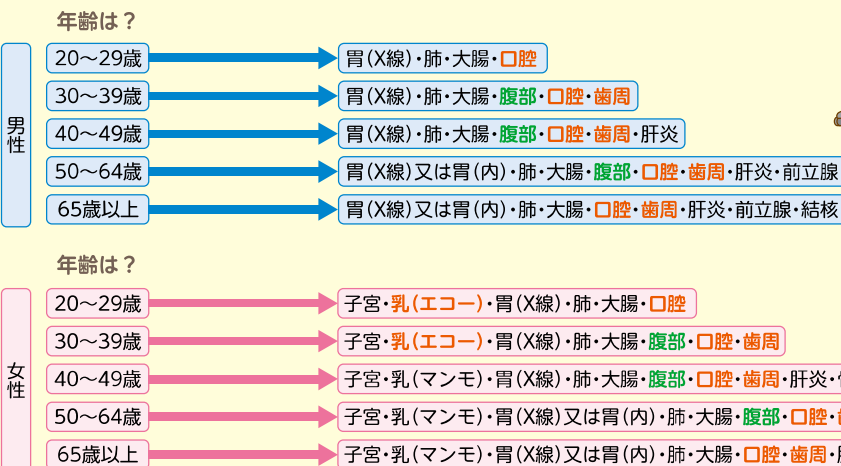 年齢は？
男性
20～29歳 胃(X線)・肺・大腸・口腔
30～39歳 胃(X線)・肺・大腸・腹部・口腔・歯周
40～49歳 胃(X線)・肺・大腸・腹部・口腔・歯周・肝炎
50～64歳 胃(X線)又は胃(内)・肺・大腸・腹部・口腔・歯周・肝炎・前立腺
65歳以上 胃(X線)又は胃(内)・肺・大腸・口腔・歯周・肝炎・前立腺・結核
年齢は？
女性
20～29歳 子宮・乳(エコー)・胃(X線)・肺・大腸・口腔
30～39歳 子宮・乳(エコー)・胃(X線)・肺・大腸・腹部・口腔・歯周
40～49歳 子宮・乳(マンモ)・胃(X線)・肺・大腸・腹部・口腔・歯周・肝炎・
50～64歳 子宮・乳(マンモ)・胃(X線)又は胃(内)・肺・大腸・腹部・口腔・
65歳以上 子宮・乳(マンモ)・胃(X線)又は胃(内)・肺・大腸・口腔・歯周・